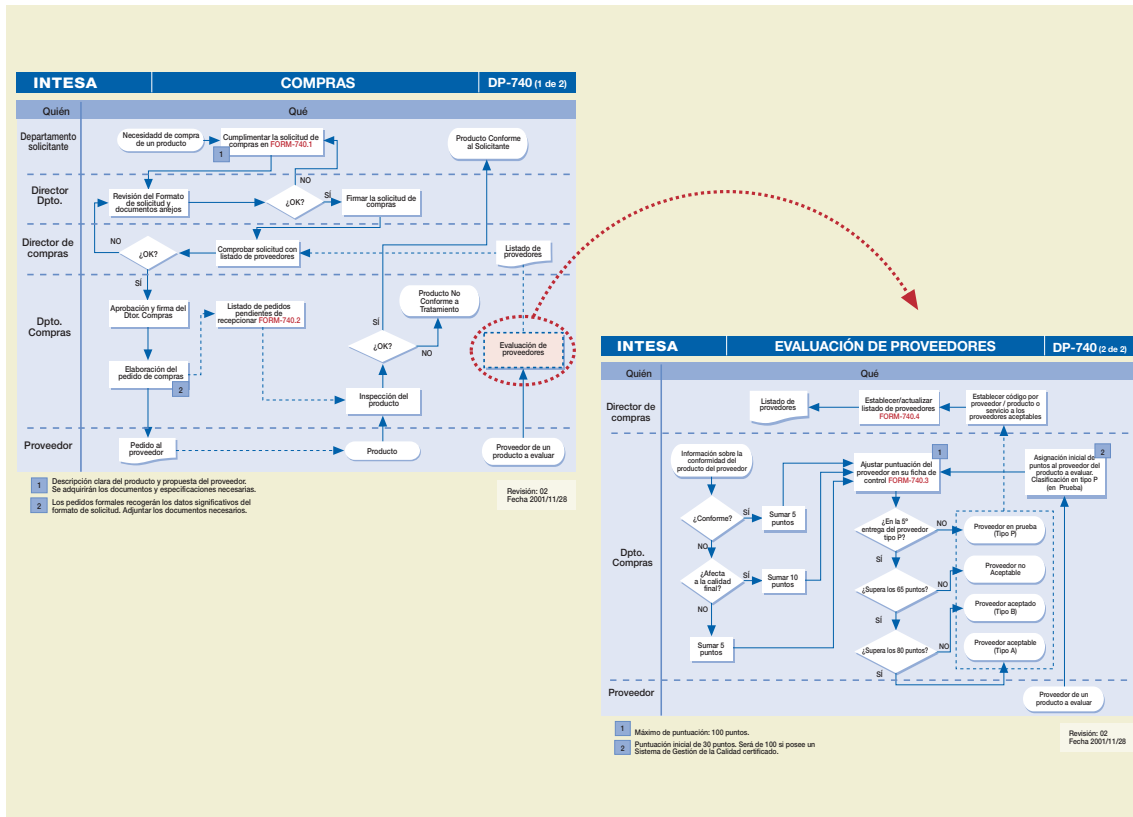 INTESA
COMPRAS
DP-740 (1 de 2)
Quién
Qué
Departamento
solicitante
Necesidadd de compra
de un producto
Cumplimentar la solicitud de
compras en FORM-740.1
1
Producto Conforme
al Solicitante
NO
Director
Dpto.
Revisión del Formato
de solicitud y
documentos anejos
¿OK?
SÍ
Firmar la solicitud de
compras
Director de
compras
NO
¿OK?
Comprobar solicitud con
listado de proveedores
Listado de
provedores
SÍ
Dpto.
Compras
Aprobación y firma del
Dtor. Compras
Listado de pedidos
pendientes de
recepcionar FORM-740.2
Producto No
Conforme a
Tratamiento
SÍ
¿OK?
NO
Evaluación de
proveedores
Elaboración del
pedido de compras
2
Inspección del
producto
Proveedor
Pedido al
proveedor
Producto
Proveedor de un
producto a evaluar
1
Descripción clara del producto y propuesta del proveedor.
Se adquirirán los documentos y especificaciones necesarias.
2
Los pedidos formales recogerán los datos significativos del
formato de solicitud. Adjuntar los documentos necesarios.
Revisión: 02
Fecha 2001/11/28
INTESA
EVALUACIÓN DE PROVEEDORES
DP-740 (2 de 2)
Quién
Qué
Director de
compras
Listado de
provedores
Establecer/actualizar
listado de proveedores
FORM-740.4
Establecer código por
proveedor / producto o
servicio a los
proveedores aceptables
Dpto.
Compras
Información sobre la
conformidad del
producto del proveedor
1
Ajustar puntuación del
proveedor en su ficha de
control FORM-740.3
2
Asignación inicial de
puntos al proveedor del
producto a evaluar.
Clasificación en tipo P
(en Prueba)
¿Conforme?
SÍ
Sumar 5
puntos
NO
¿En la 5ª
entrega del proveedor
tipo P?
NO
Proveedor en prueba
(Tipo P)
SÍ
¿Afecta
a la calidad
final?
SÍ
Sumar 10
puntos
NO
¿Supera los 65 puntos?
NO
Proveedor no
Aceptable
SÍ
Proveedor aceptado
(Tipo B)
Sumar 5
puntos
¿Supera los 80 puntos?
NO
Proveedor aceptable
(Tipo A)
SÍ
Proveedor
Proveedor de un
producto a evaluar
1
Máximo de puntuación: 100 puntos.
2
Puntuación inicial de 30 puntos. Será de 100 si posee un
Sistema de Gestión de la Calidad certificado.
Revisión: 02
Fecha 2001/11/28